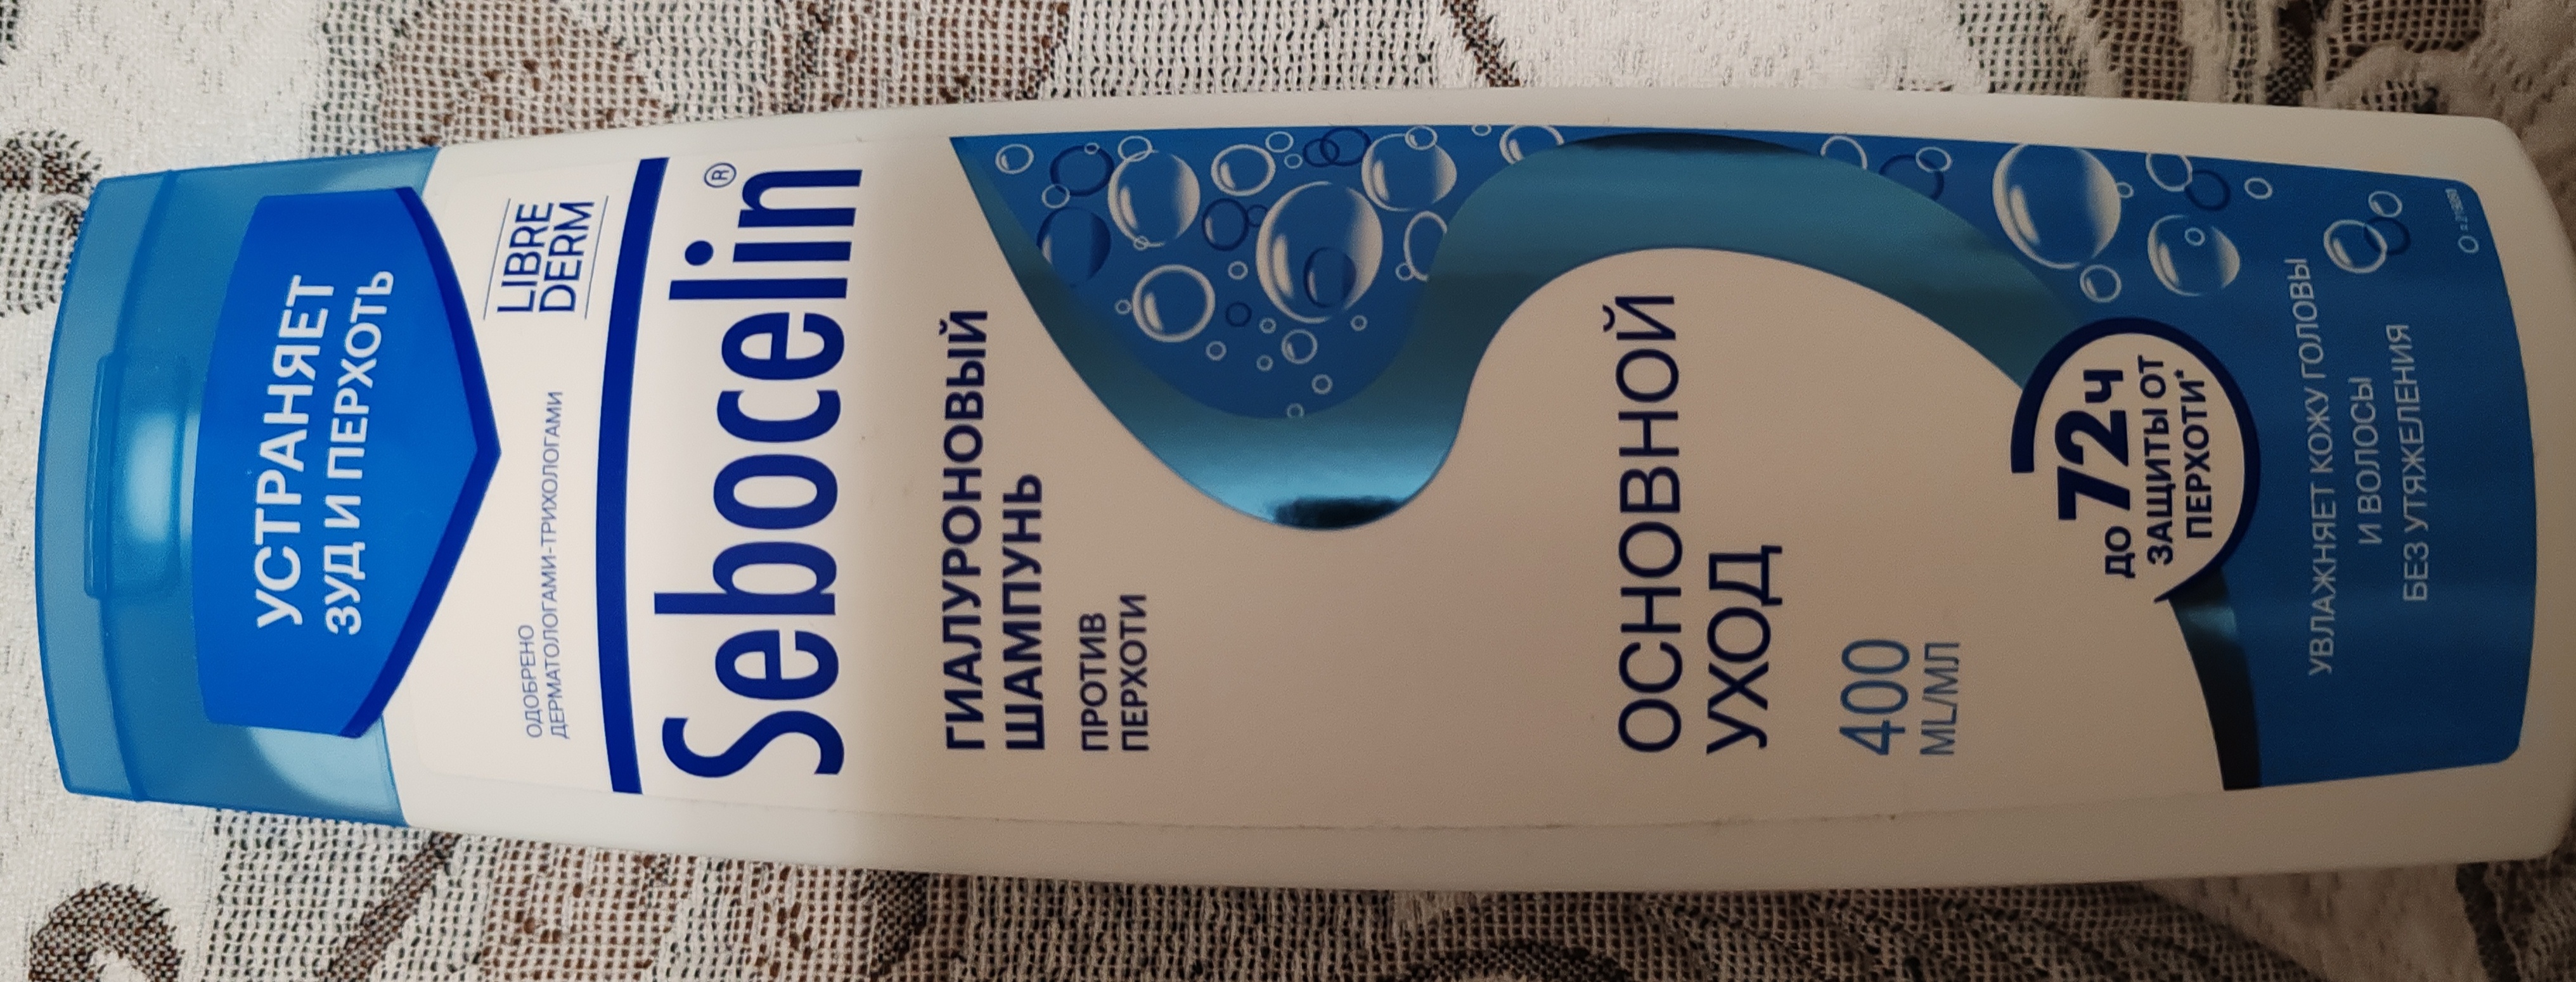 УСТРАНЯЕТ
ЗУД И ПЕРХОТЬ
ОДОБРЕНО
ДЕРМАТОЛОГАМИ-ТРИХОЛОГАМИ
LIBRE
DERM
Sebocelin®
ГИАЛУРОНОВЫЙ
ШАМПУНЬ
ПРОТИВ
ПЕРХОТИ
ОСНОВНОЙ
УХОД
400
ML/МЛ
ДО 72Ч
ЗАЩИТЫ ОТ
ПЕРХОТИ*
УВЛАЖНЯЕТ КОЖУ ГОЛОВЫ
И ВОЛОСЫ
БЕЗ УТЯЖЕЛЕНИЯ